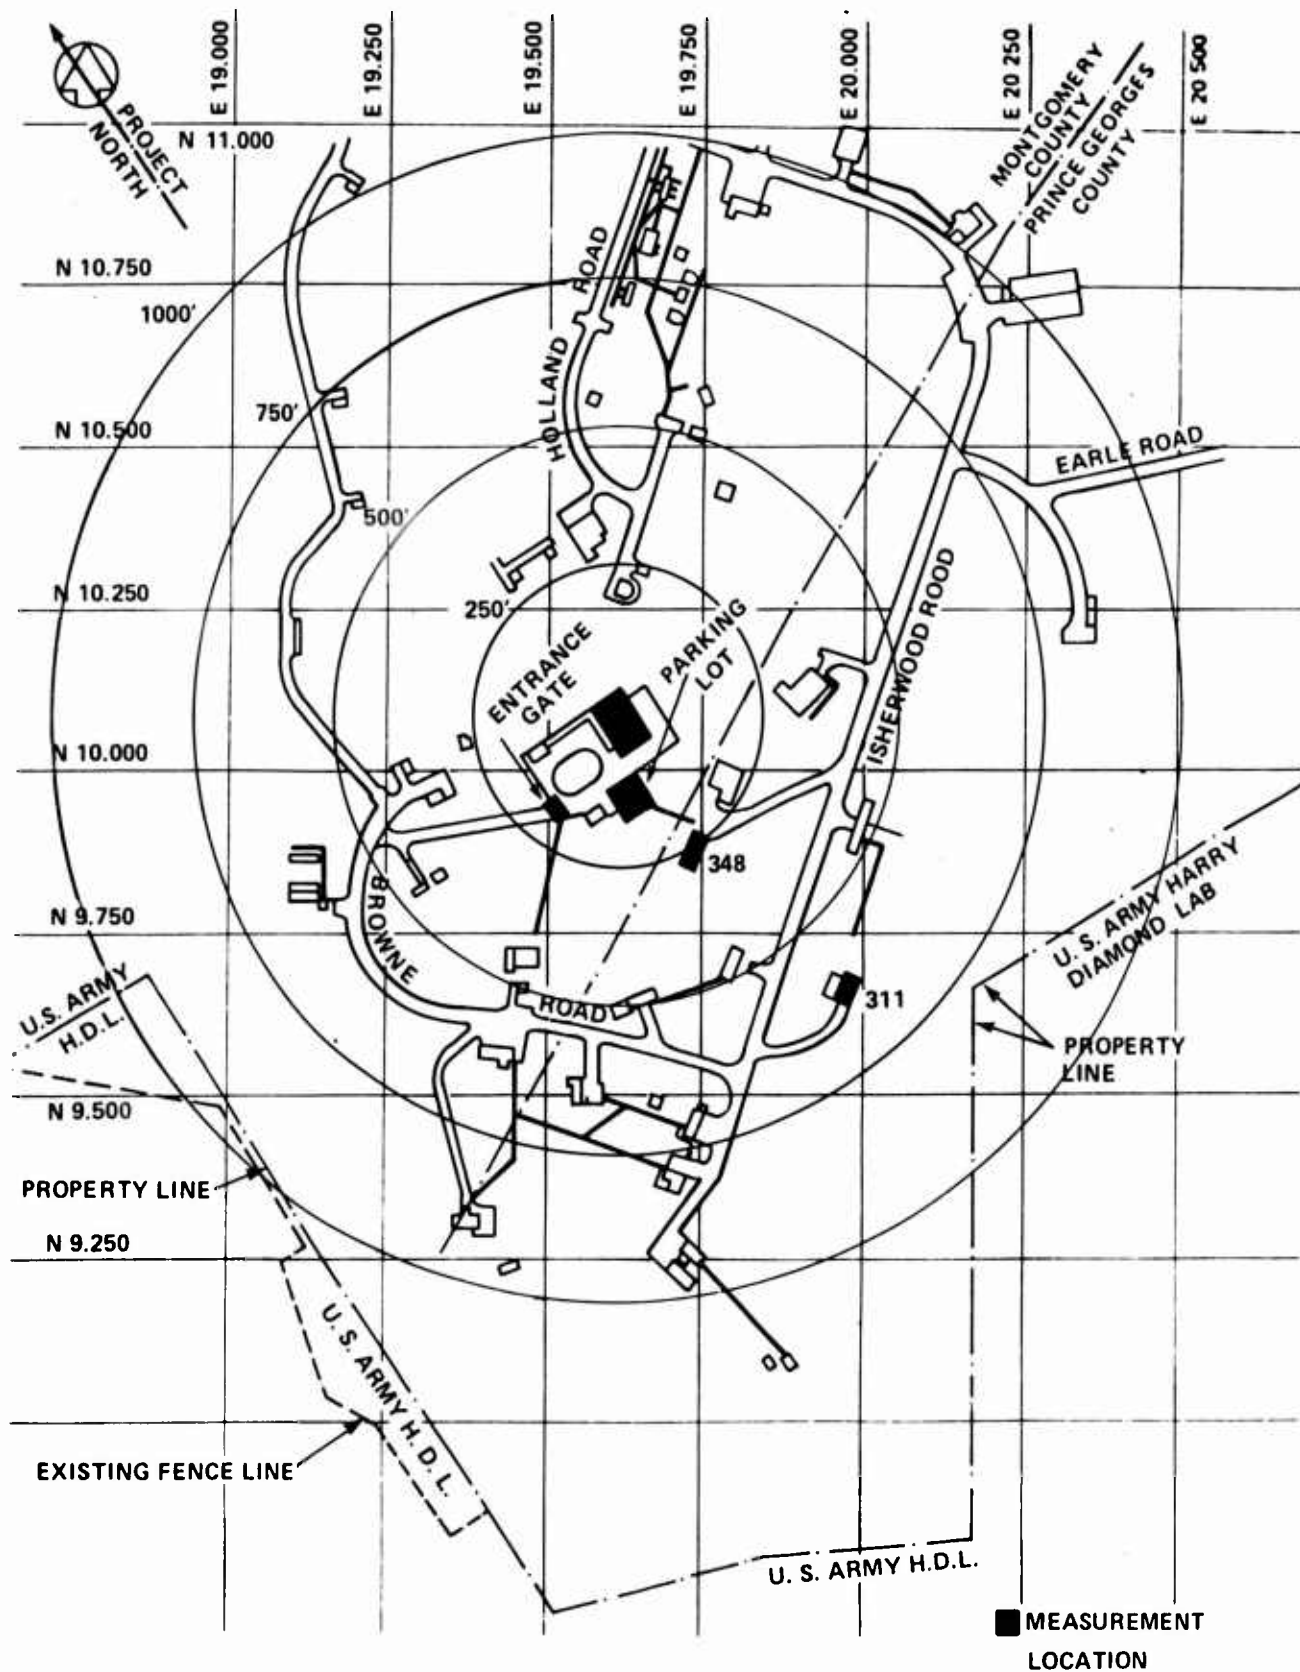 E 19.000
E 19.250
E 19.500
E 19.750
E 20.000
E 20 250
E 20 500
PROJECT
NORTH
N 11.000
MONTGOMERY
COUNTY
PRINCE GEORGES
COUNTY
N 10.750
1000'
HOLLAND ROAD
750'
N 10.500
EARLE ROAD
500'
N 10.250
250'
ISHERWOOD ROOD
ENTRANCE
GATE
PARKING
LOT
N 10.000
348
BROWNE ROAD
N 9.750
U. S. ARMY HARRY
DIAMOND LAB
U.S. ARMY
H.D.L.
311
PROPERTY
LINE
N 9.500
PROPERTY LINE
N 9.250
U. S. ARMY H. D. L.
EXISTING FENCE LINE
U. S. ARMY H.D.L.
MEASUREMENT
LOCATION